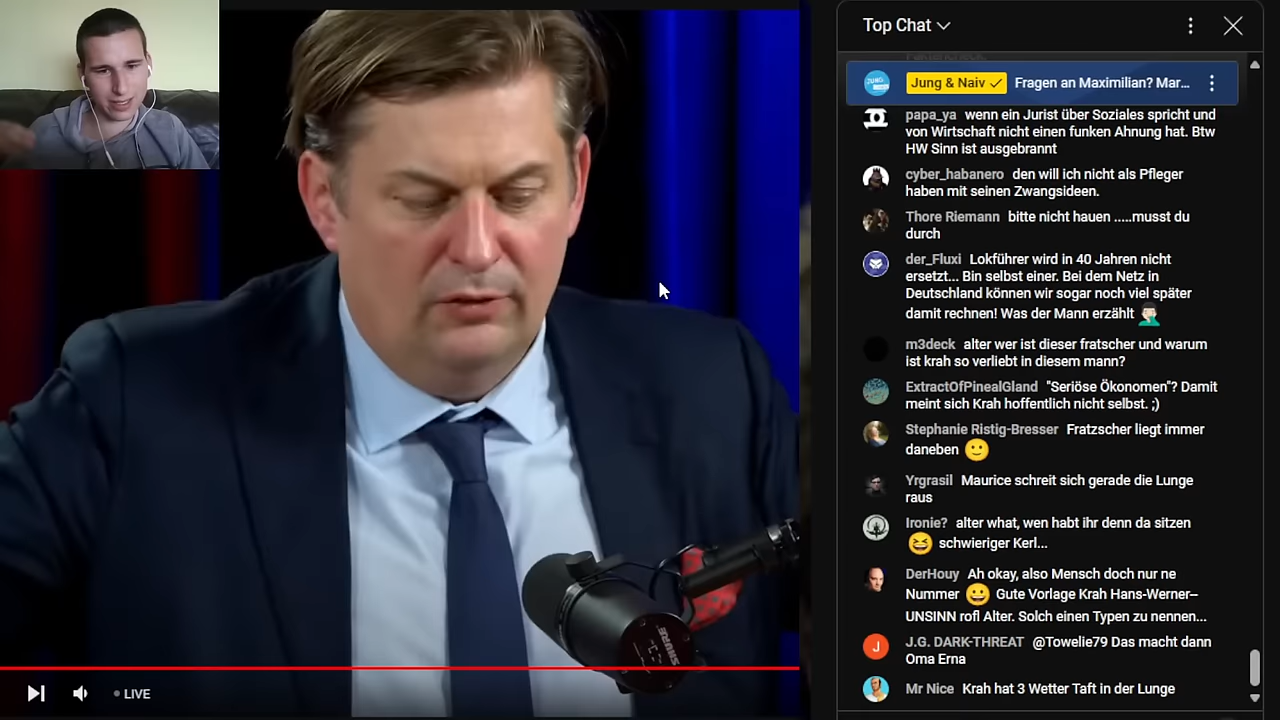 Top Chat
JUNG
Jung & Naiv Fragen an Maximilian? Mar...
papa_ya wenn ein Jurist über Soziales spricht und
von Wirtschaft nicht einen funken Ahnung hat. Btw
HW Sinn ist ausgebrannt
cyber_habanero den will ich nicht als Pfleger
haben mit seinen Zwangsideen.
Thore Riemann bitte nicht hauen .....musst du
durch
der_Fluxi Lokführer wird in 40 Jahren nicht
ersetzt... Bin selbst einer. Bei dem Netz in
Deutschland können wir sogar noch viel später
damit rechnen! Was der Mann erzählt 🤦🏻‍♂️
m3deck alter wer ist dieser fratscher und warum
ist krah so verliebt in diesem mann?
ExtractOfPinealGland "Seriöse Ökonomen"? Damit
meint sich Krah hoffentlich nicht selbst. ;)
Stephanie Ristig-Bresser Fratzscher liegt immer
daneben 🙂
Yrgrasil Maurice schreit sich gerade die Lunge
raus
Ironie? alter what, wen habt ihr denn da sitzen
😆 schwieriger Kerl...
DerHouy Ah okay, also Mensch doch nur ne
Nummer 😀 Gute Vorlage Krah Hans-Werner–
UNSINN rofl Alter. Solch einen Typen zu nennen...
J J.G. DARK-THREAT @Towelie79 Das macht dann
Oma Erna
Mr Nice Krah hat 3 Wetter Taft in der Lunge
SHURE
LIVE